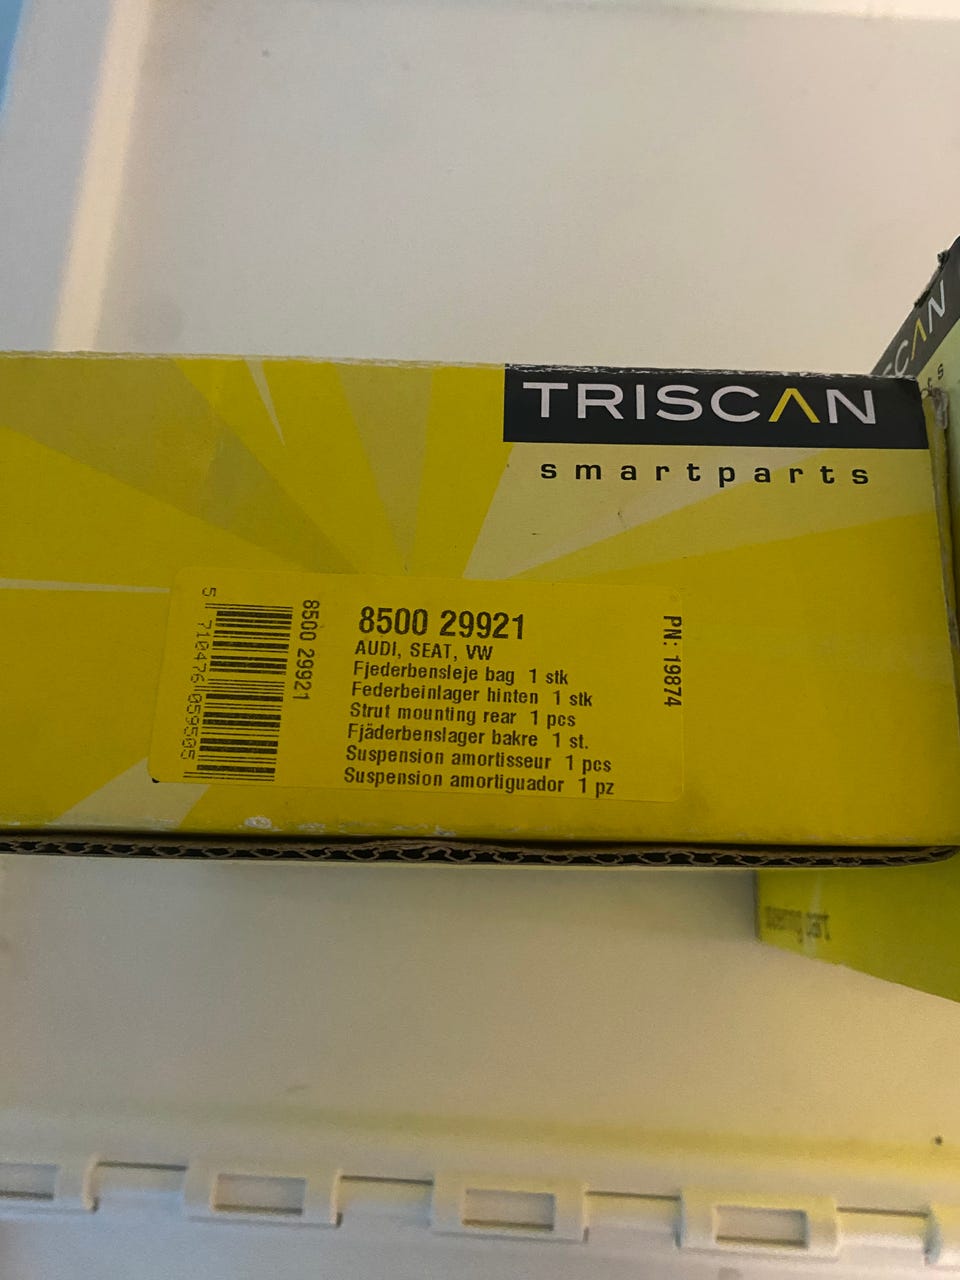 TRISCAN
smartparts
8500 29921
AUDI, SEAT, VW
Fjederbensleje bag 1 stk
Federbeinlager hinten 1 stk
Strut mounting rear 1 pcs
Fjäderbenslager bakre 1 st.
Suspension amortisseur 1 pcs
Suspension amortiguador 1 pz
PN: 19874
8500 29921
5 710476 059505
SCAN
ts